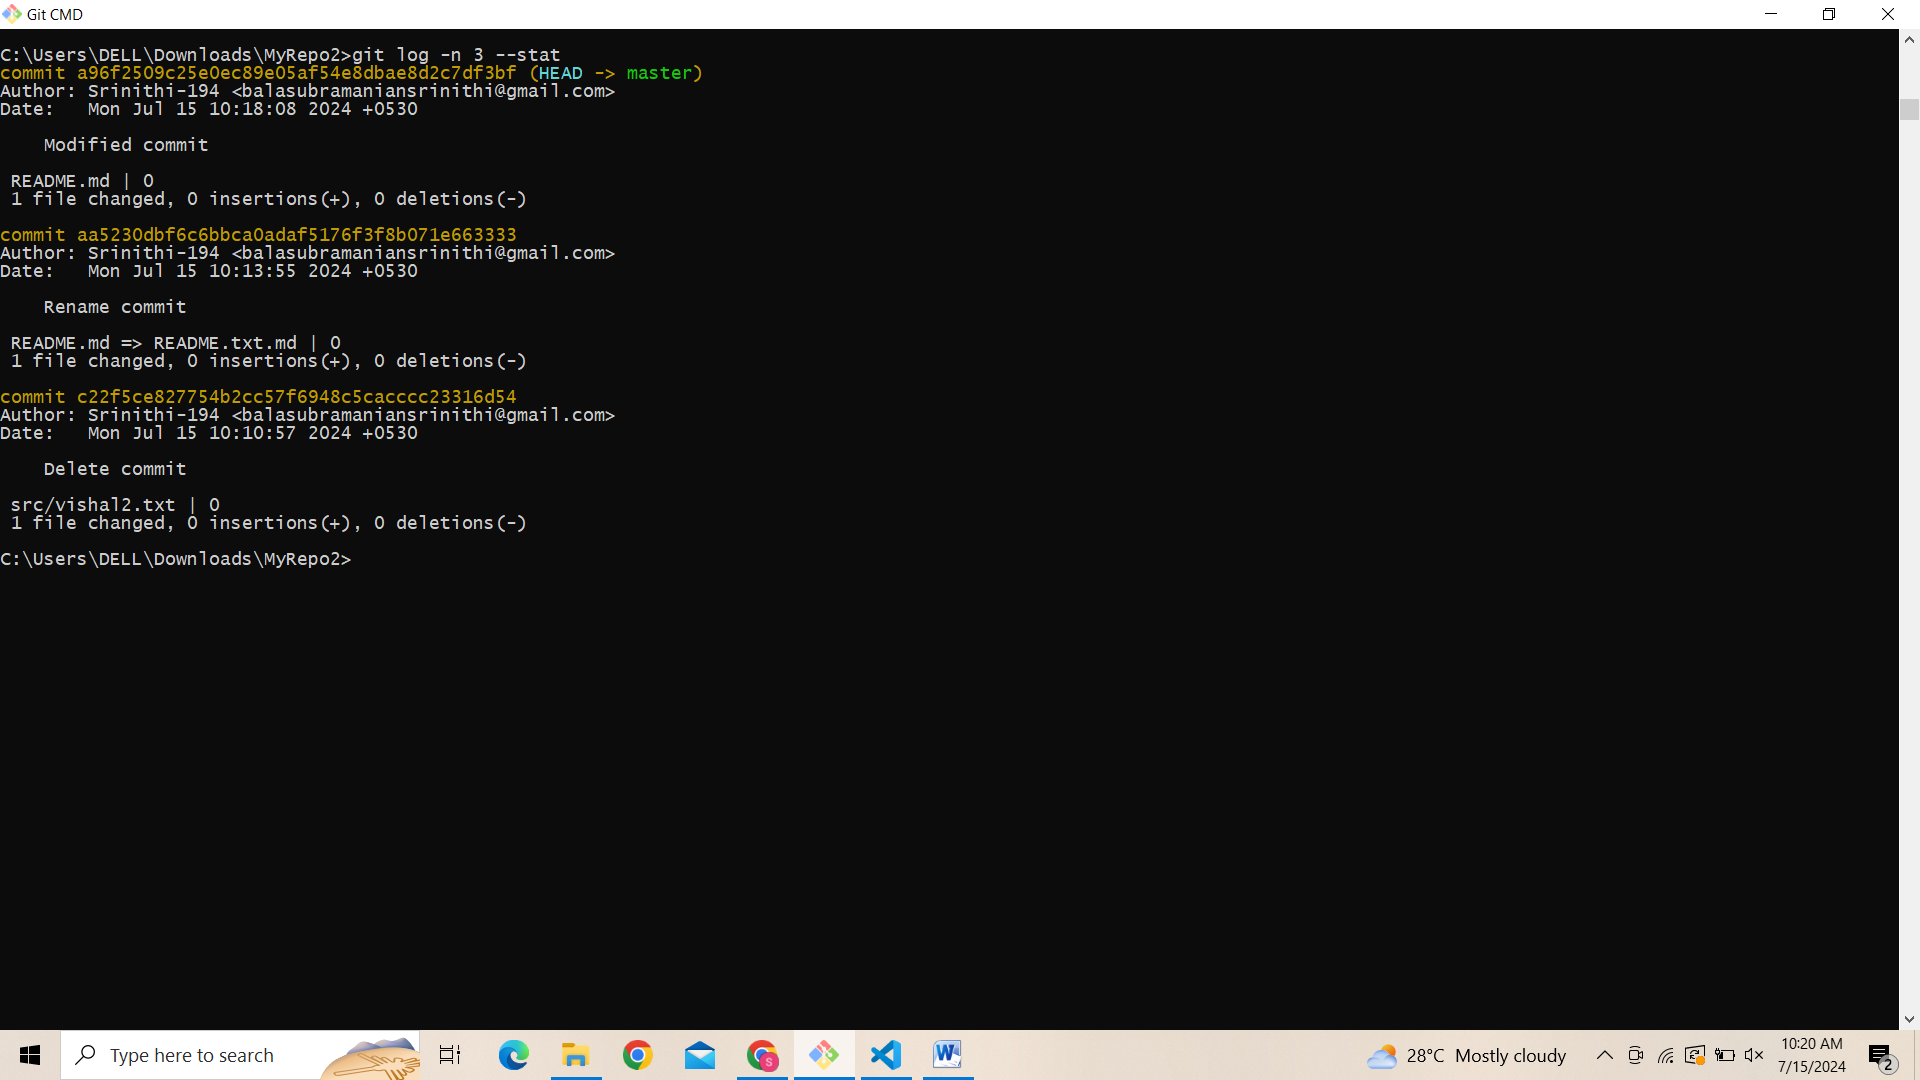 Git CMD
C:\Users\DELL\Downloads\MyRepo2>git log -n 3 --stat
commit a96f2509c25e0ec89e05af54e8dbae8d2c7df3bf (HEAD -> master)
Author: Srinithi-194 <balasubramaniansrinithi@gmail.com>
Date:   Mon Jul 15 10:18:08 2024 +0530
    Modified commit
 README.md | 0
 1 file changed, 0 insertions(+), 0 deletions(-)
commit aa5230dbf6c6bbca0adaf5176f3f8b071e663333
Author: Srinithi-194 <balasubramaniansrinithi@gmail.com>
Date:   Mon Jul 15 10:13:55 2024 +0530
    Rename commit
 README.md => README.txt.md | 0
 1 file changed, 0 insertions(+), 0 deletions(-)
commit c22f5ce827754b2cc57f6948c5cacccc23316d54
Author: Srinithi-194 <balasubramaniansrinithi@gmail.com>
Date:   Mon Jul 15 10:10:57 2024 +0530
    Delete commit
 src/vishal2.txt | 0
 1 file changed, 0 insertions(+), 0 deletions(-)
C:\Users\DELL\Downloads\MyRepo2>
Type here to search
S
W
28°C Mostly cloudy
10:20 AM
7/15/2024
2